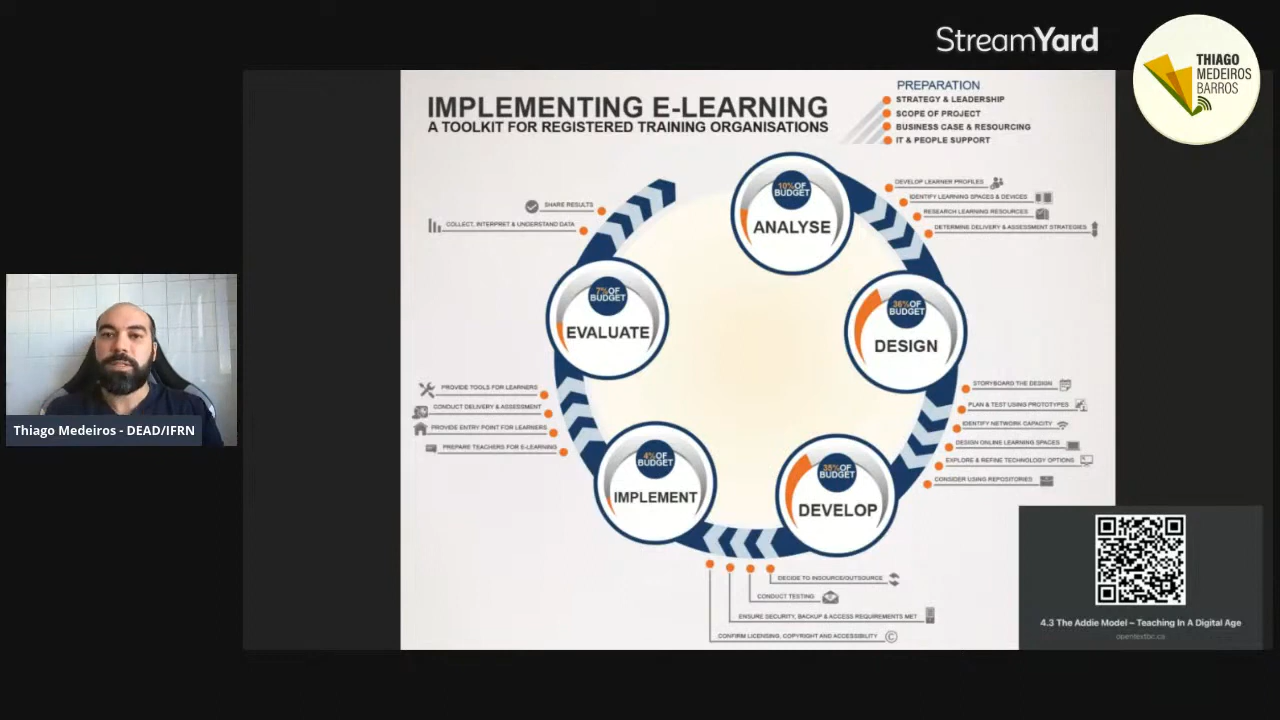 StreamYard
THIAGO
MEDEIROS
BARROS
IMPLEMENTING E-LEARNING
A TOOLKIT FOR REGISTERED TRAINING ORGANISATIONS
PREPARATION
STRATEGY & LEADERSHIP
SCOPE OF PROJECT
BUSINESS CASE & RESOURCING
IT & PEOPLE SUPPORT
10% OF
BUDGET
ANALYSE
DEVELOP LEARNER PROFILES
IDENTIFY LEARNING SPACES & DEVICES
RESEARCH LEARNING RESOURCES
DETERMINE DELIVERY & ASSESSMENT STRATEGIES
36% OF
BUDGET
DESIGN
STORYBOARD THE DESIGN
PLAN & TEST USING PROTOTYPES
IDENTIFY NETWORK CAPACITY
DESIGN ONLINE LEARNING SPACES
EXPLORE & REFINE TECHNOLOGY OPTIONS
CONSIDER USING REPOSITORIES
35% OF
BUDGET
DEVELOP
DECIDE TO INSOURCE/OUTSOURCE
CONDUCT TESTING
ENSURE SECURITY, BACKUP & ACCESS REQUIREMENTS MET
CONFIRM LICENSING, COPYRIGHT AND ACCESSIBILITY
4% OF
BUDGET
IMPLEMENT
PROVIDE TOOLS FOR LEARNERS
CONDUCT DELIVERY & ASSESSMENT
PROVIDE ENTRY POINT FOR LEARNERS
PREPARE TEACHERS FOR E-LEARNING
7% OF
BUDGET
EVALUATE
SHARE RESULTS
COLLECT, INTERPRET & UNDERSTAND DATA
Thiago Medeiros - DEAD/IFRN
4.3 The Addie Model – Teaching In A Digital Age
opentextbc.ca